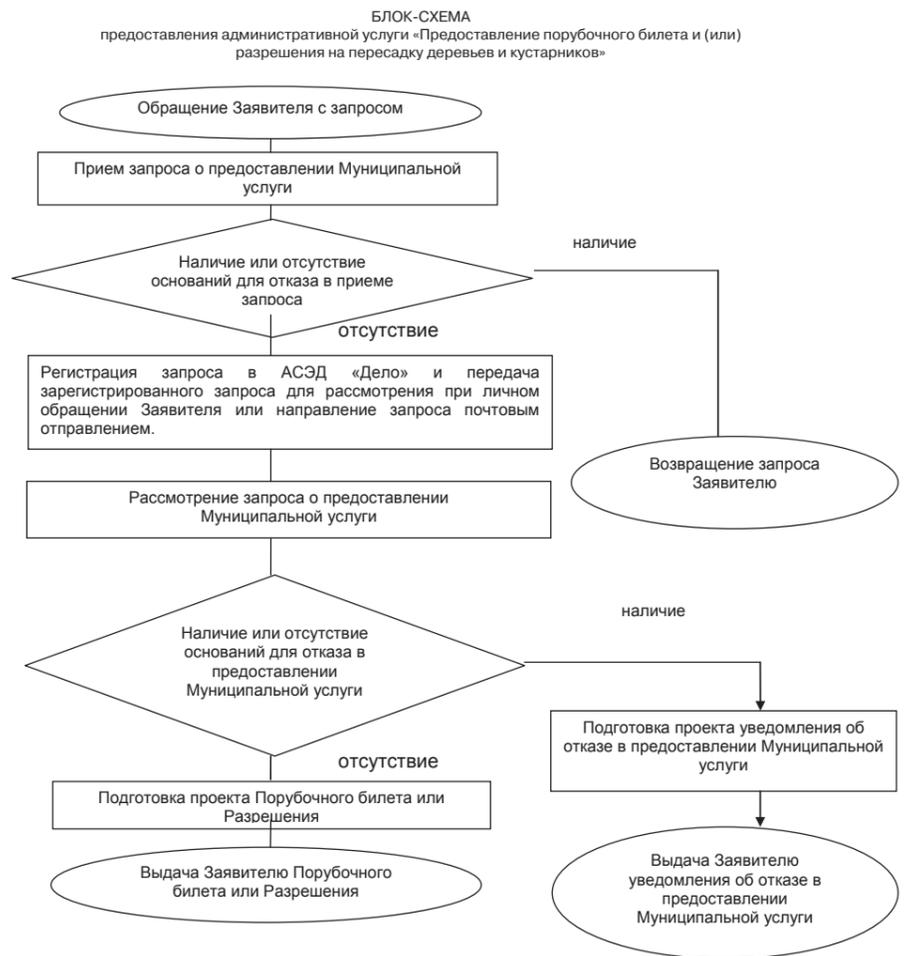 БЛОК-СХЕМА
предоставления административной услуги «Предоставление порубочного билета и (или)
разрешения на пересадку деревьев и кустарников»
Обращение Заявителя с запросом
Прием запроса о предоставлении Муниципальной
услуги
наличие
Наличие или отсутствие
оснований для отказа в приеме
запроса
отсутствие
Регистрация запроса в АСЭД «Дело» и передача
зарегистрированного запроса для рассмотрения при личном
обращении Заявителя или направление запроса почтовым
отправлением.
Возвращение запроса
Заявителю
Рассмотрение запроса о предоставлении
Муниципальной услуги
наличие
Наличие или отсутствие
оснований для отказа в
предоставлении
Муниципальной услуги
Подготовка проекта уведомления об
отказе в предоставлении Муниципальной
услуги
отсутствие
Подготовка проекта Порубочного билета или
Разрешения
Выдача Заявителю Порубочного
билета или Разрешения
Выдача Заявителю
уведомления об отказе в
предоставлении
Муниципальной услуги